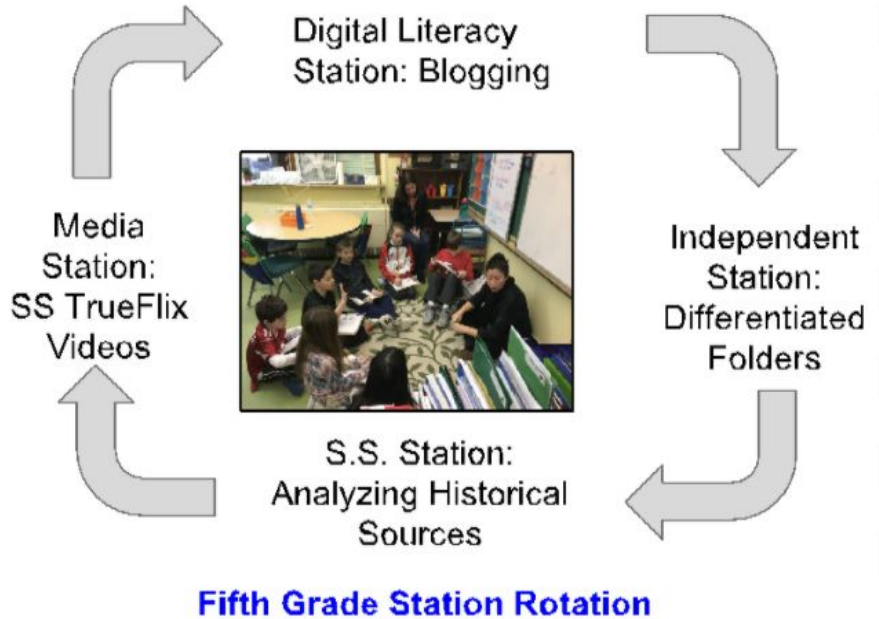 Digital Literacy
Station: Blogging
Independent
Station:
Differentiated
Folders
S.S. Station:
Analyzing Historical
Sources
Media
Station:
SS TrueFlix
Videos
Fifth Grade Station Rotation